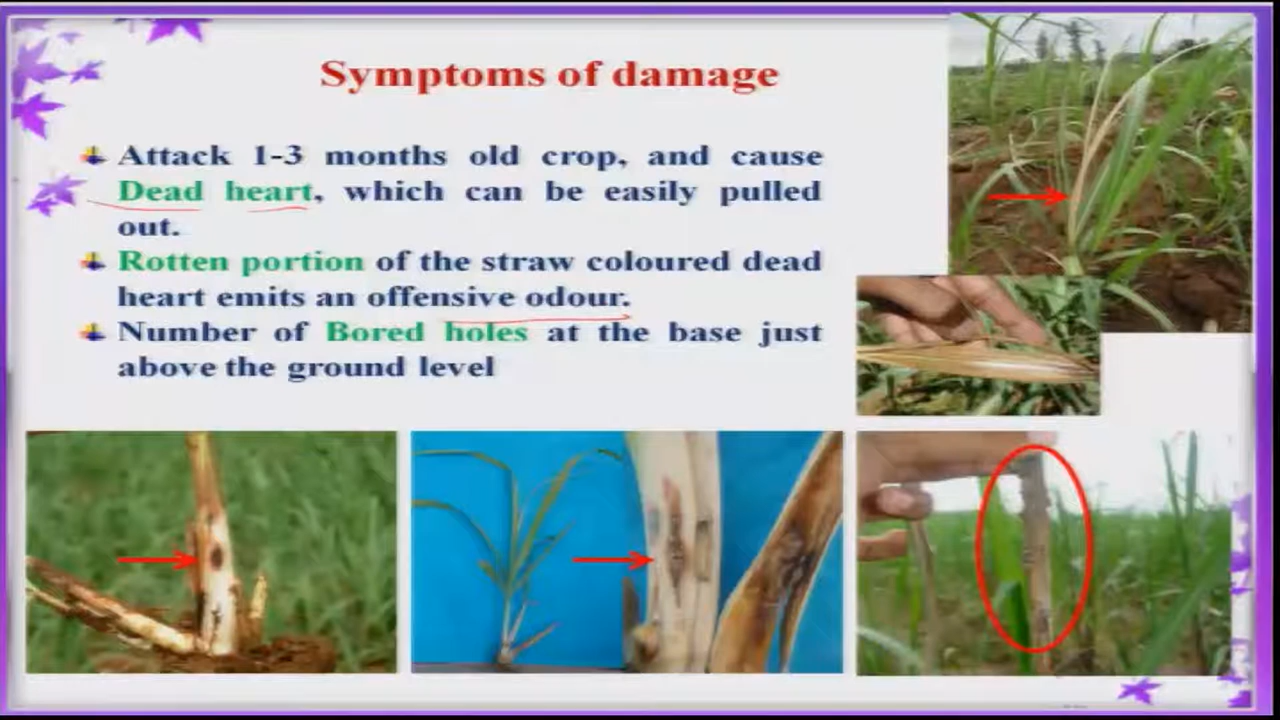 Symptoms of damage
Attack 1-3 months old crop, and cause
Dead heart, which can be easily pulled
out.
Rotten portion of the straw coloured dead
heart emits an offensive odour.
Number of Bored holes at the base just
above the ground level